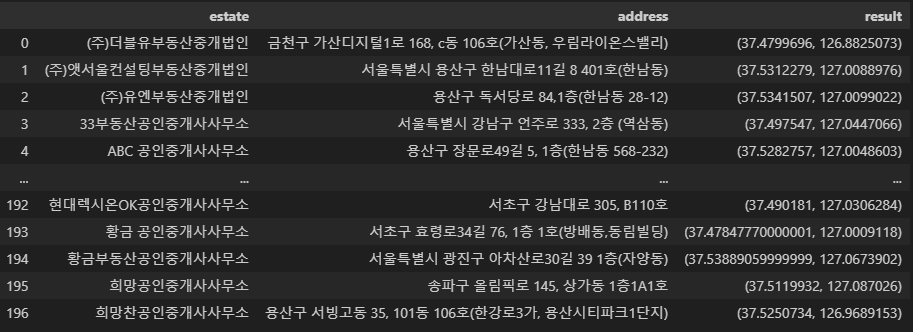 estate address result
0 (주)더블유부동산중개법인 금천구 가산디지털1로 168, c동 106호(가산동, 우림라이온스밸리) (37.4799696, 126.8825073)
1 (주)앳서울컨설팅부동산중개법인 서울특별시 용산구 한남대로11길 8 401호(한남동) (37.5312279, 127.0088976)
2 (주)유엔부동산중개법인 용산구 독서당로 84,1층(한남동 28-12) (37.5341507, 127.0099022)
3 33부동산공인중개사사무소 서울특별시 강남구 언주로 333, 2층 (역삼동) (37.497547, 127.0447066)
4 ABC 공인중개사사무소 용산구 장문로49길 5, 1층(한남동 568-232) (37.5282757, 127.0048603)
... ... ... ...
192 현대렉시온OK공인중개사사무소 서초구 강남대로 305, B110호 (37.490181, 127.0306284)
193 황금 공인중개사사무소 서초구 효령로34길 76, 1층 1호(방배동,동림빌딩) (37.47847770000001, 127.0009118)
194 황금부동산공인중개사사무소 서울특별시 광진구 아차산로30길 39 1층(자양동) (37.53889059999999, 127.0673902)
195 희망공인중개사사무소 송파구 올림픽로 145, 상가동 1층1A1호 (37.5119932, 127.087026)
196 희망찬공인중개사사무소 용산구 서빙고동 35, 101동 106호(한강로3가, 용산시티파크1단지) (37.5250734, 126.9689153)